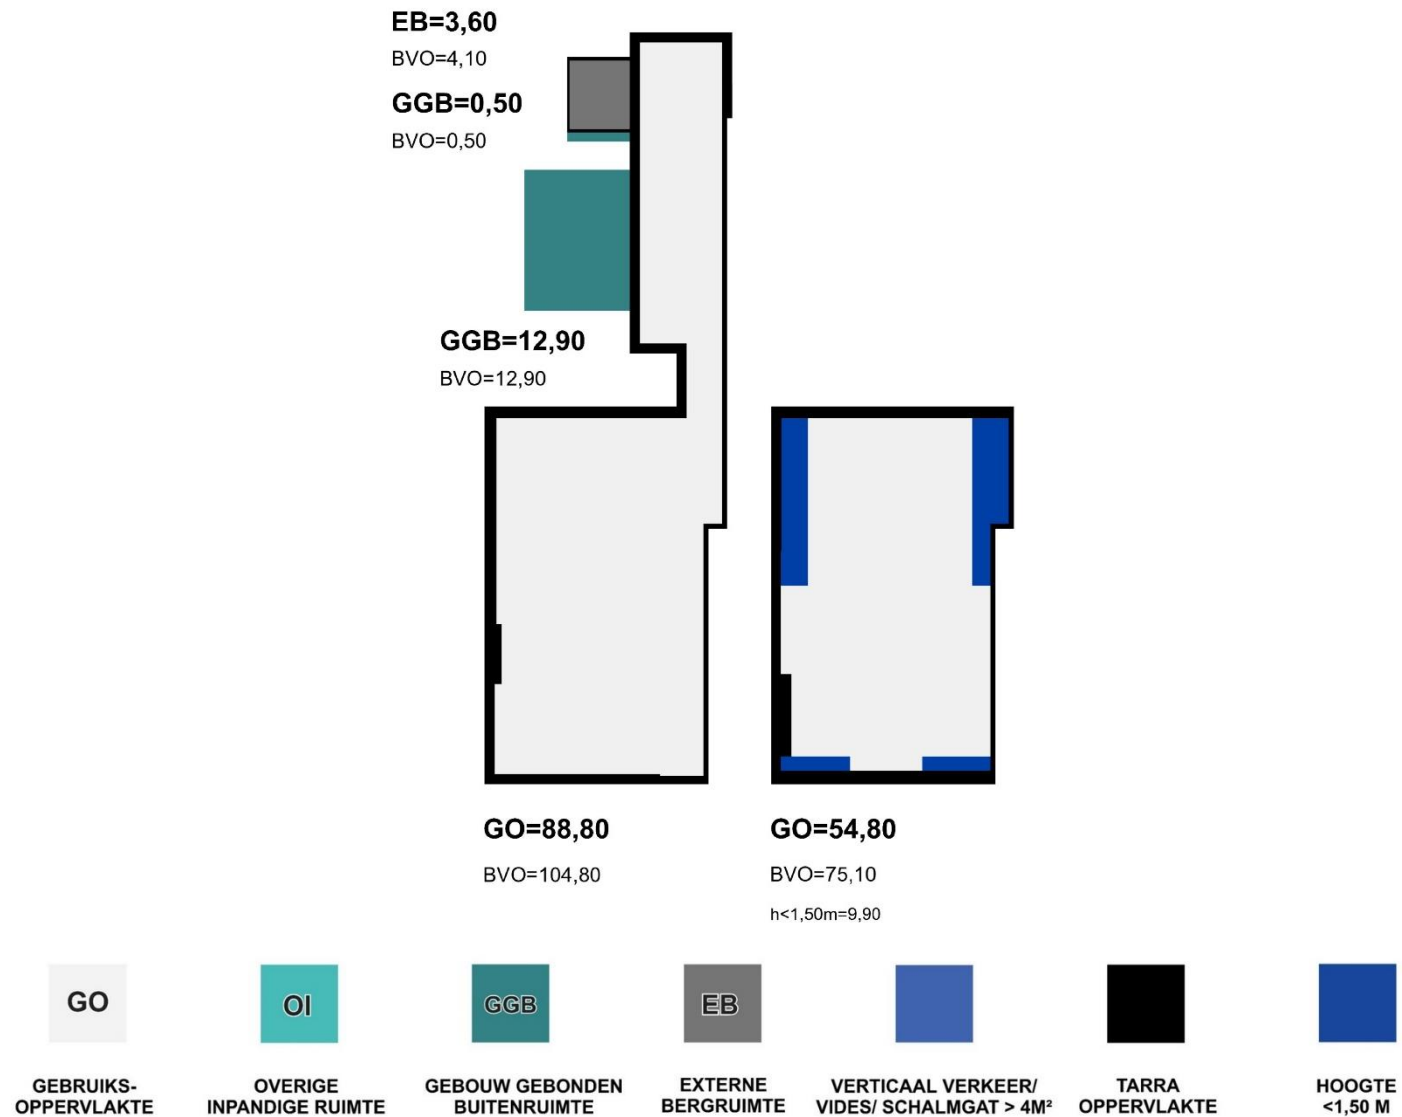 EB=3,60
BVO=4,10
GGB=0,50
BVO=0,50
GGB=12,90
BVO=12,90
GO=88,80
BVO=104,80
GO=54,80
BVO=75,10
h<1,50m=9,90
GO
OI
GGB
EB
GEBRUIKS-
OPPERVLAKTE
OVERIGE
INPANDIGE RUIMTE
GEBOUW GEBONDEN
BUITENRUIMTE
EXTERNE
BERGRUIMTE
VERTICAAL VERKEER/
VIDES/ SCHALMGAT > 4M²
TARRA
OPPERVLAKTE
HOOGTE
<1,50 M